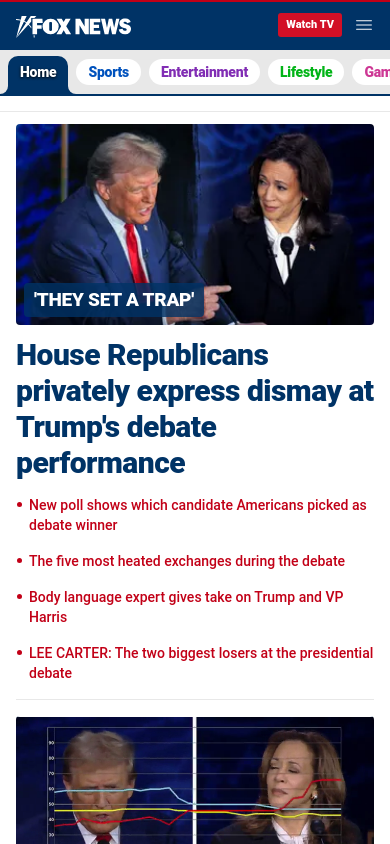 FOX NEWS
Watch TV
Home Sports Entertainment Lifestyle Gam
'THEY SET A TRAP'
House Republicans
privately express dismay at
Trump's debate
performance
• New poll shows which candidate Americans picked as
debate winner
• The five most heated exchanges during the debate
• Body language expert gives take on Trump and VP
Harris
• LEE CARTER: The two biggest losers at the presidential
debate
90
80
70
60
50
40
30